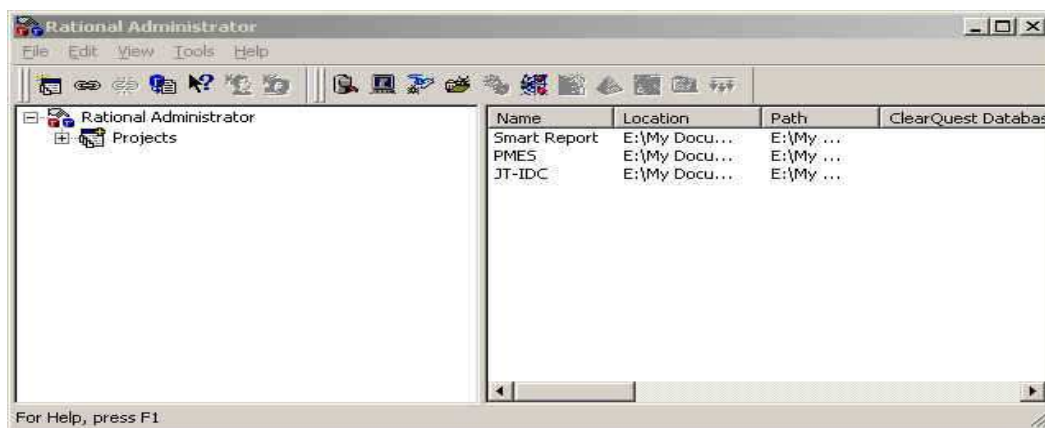 Rational Administrator
File Edit View Tools Help
Rational Administrator
Projects
Name Location Path ClearQuest Databas
Smart Report E:\My Docu... E:\My ...
PMES E:\My Docu... E:\My ...
JT-IDC E:\My Docu... E:\My ...
For Help, press F1